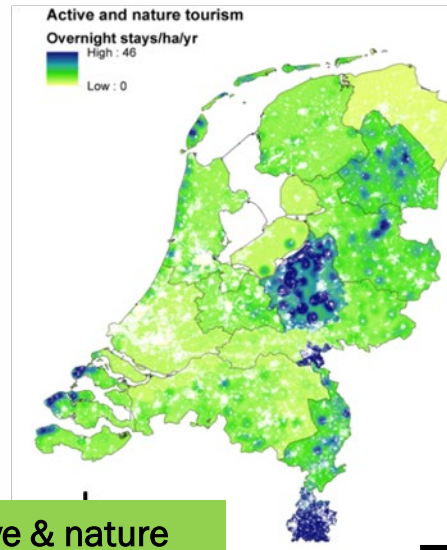 Active and nature tourism
Overnight stays/ha/yr
High : 46
Low : 0
ve & nature